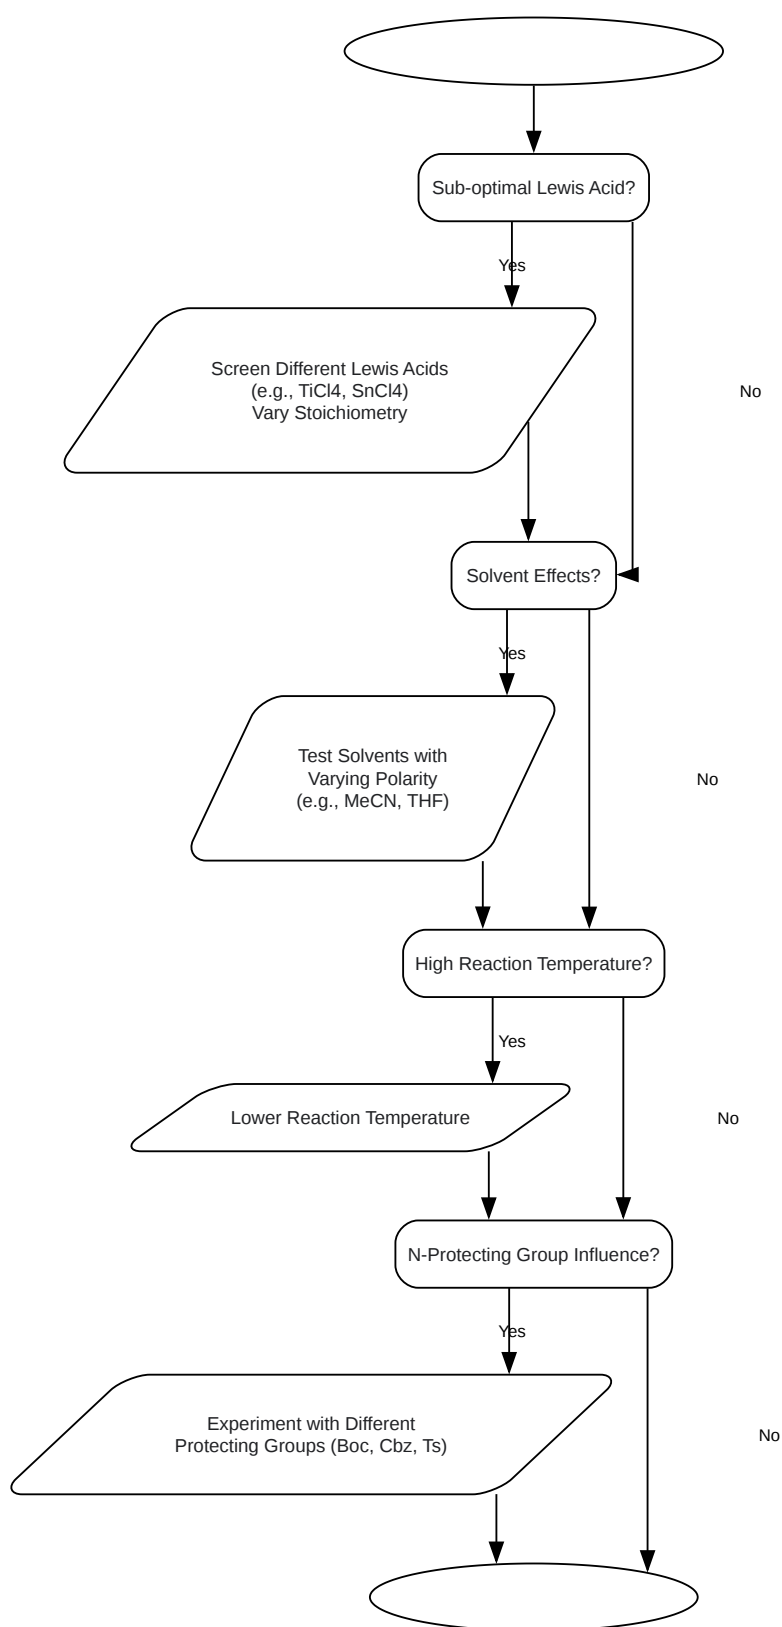 Sub-optimal Lewis Acid?
Yes
Screen Different Lewis Acids
(e.g., TiCl4, SnCl4)
Vary Stoichiometry
No
Solvent Effects?
Yes
Test Solvents with
Varying Polarity
(e.g., MeCN, THF)
No
High Reaction Temperature?
Yes
Lower Reaction Temperature
No
N-Protecting Group Influence?
Yes
Experiment with Different
Protecting Groups (Boc, Cbz, Ts)
No